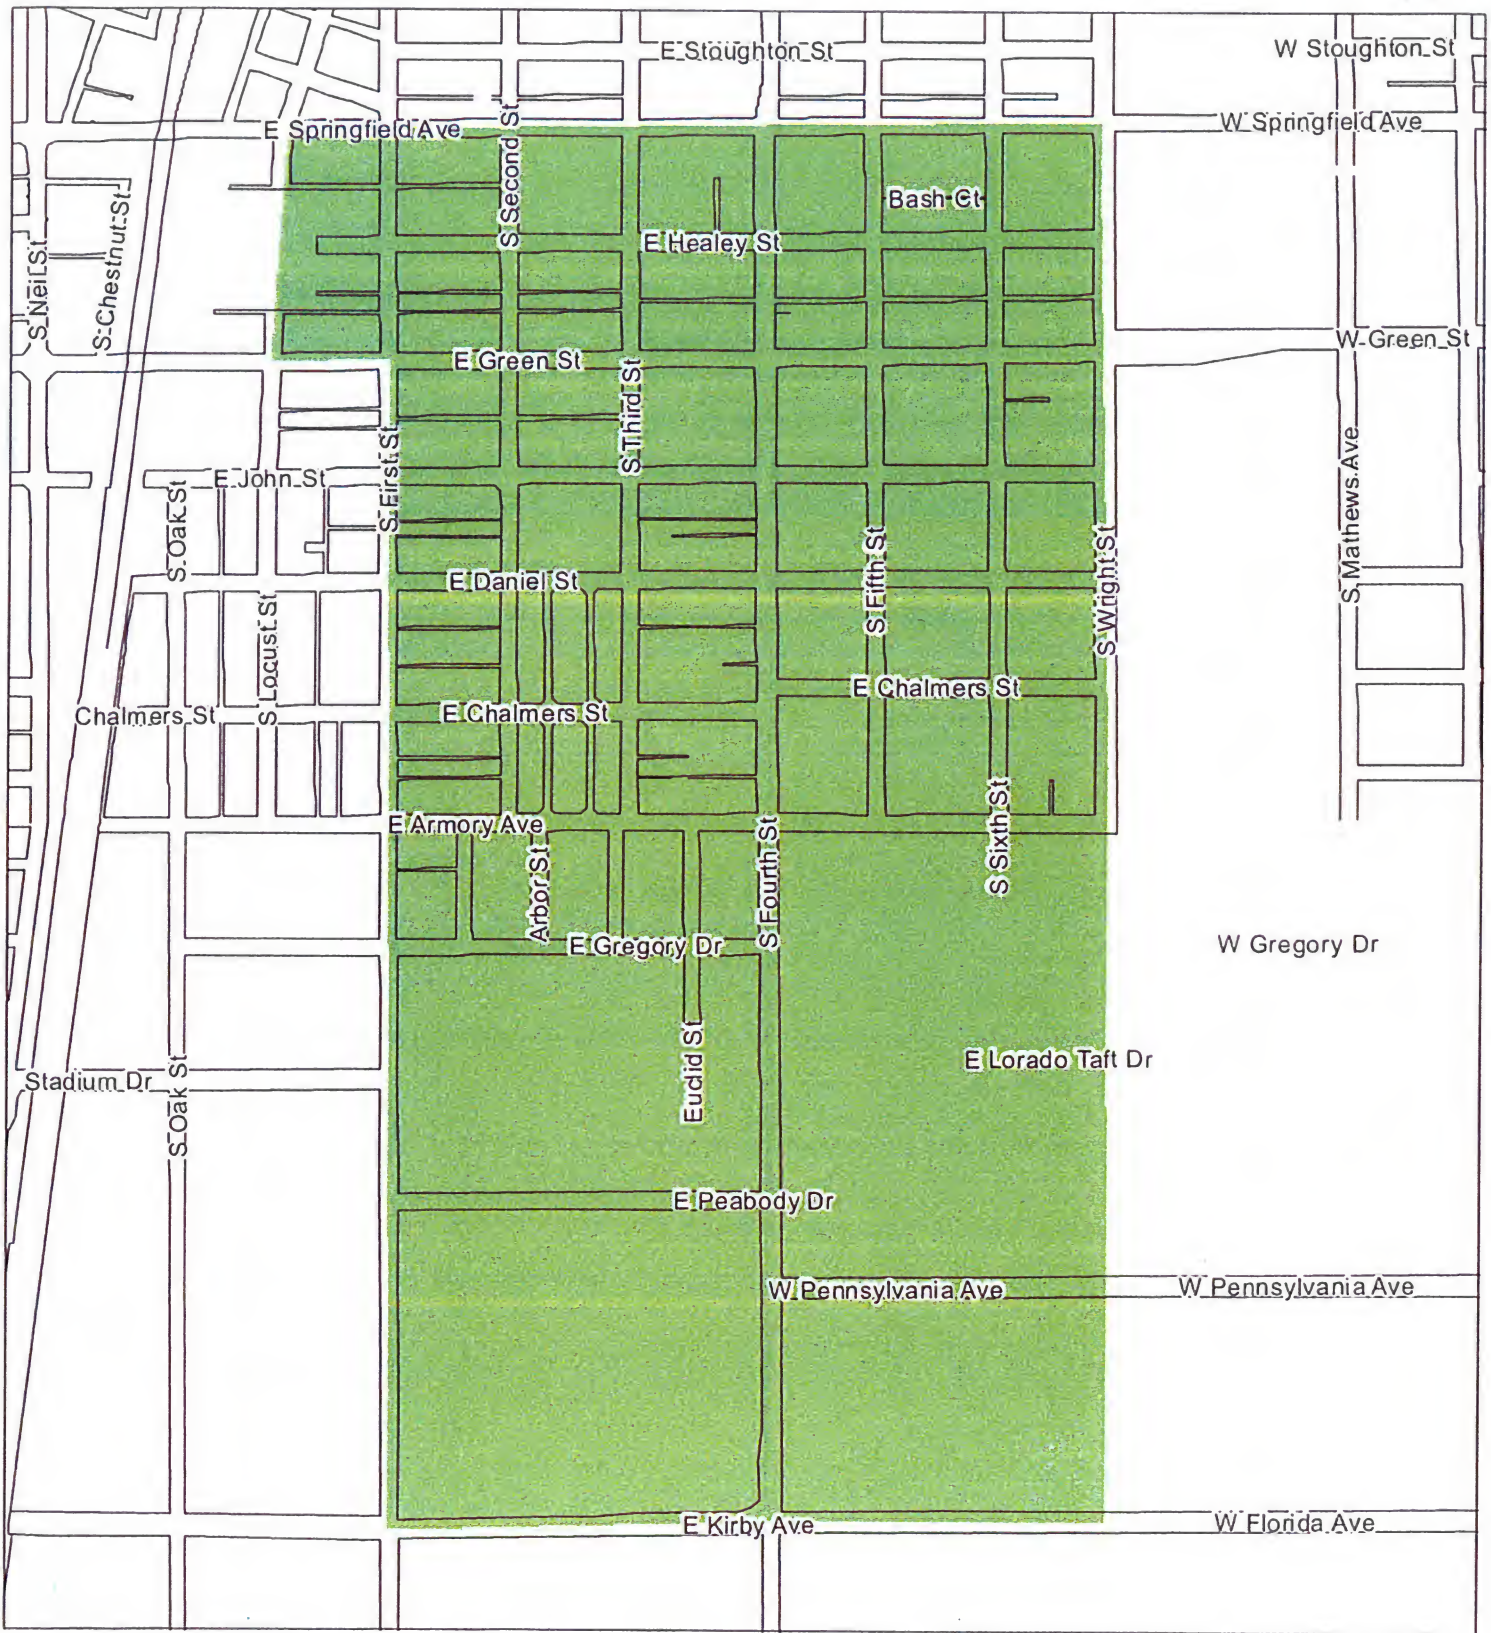 E Stoughton St
W Stoughton St
E Springfield Ave
W Springfield Ave
S Second St
Bash Ct
E Healey St
S Neil St
S Chestnut St
E Green St
W Green St
S Third St
S First St
E John St
S Oak St
S Mathews Ave
S Fifth St
S Wright St
E Daniel St
S Locust St
E Chalmers St
Chalmers St
E Chalmers St
E Armory Ave
Arbor St
S Fourth St
S Sixth St
E Gregory Dr
W Gregory Dr
Euclid St
E Lorado Taft Dr
Stadium Dr
S Oak St
E Peabody Dr
W Pennsylvania Ave
W Pennsylvania Ave
E Kirby Ave
W Florida Ave